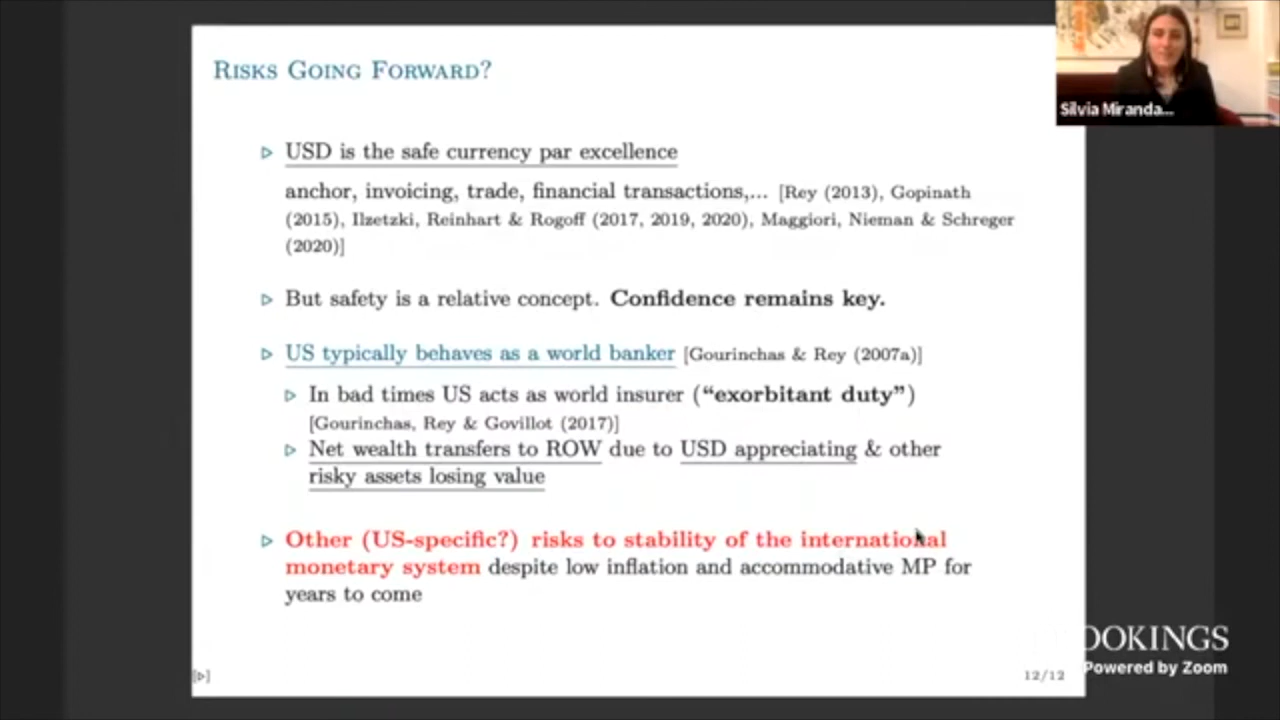 RISKS GOING FORWARD?
Silvia Miranda...
▷ USD is the safe currency par excellence
anchor, invoicing, trade, financial transactions,... [Rey (2013), Gopinath
(2015), Ilzetzki, Reinhart & Rogoff (2017, 2019, 2020), Maggiori, Nieman & Schreger
(2020)]
▷ But safety is a relative concept. Confidence remains key.
▷ US typically behaves as a world banker [Gourinchas & Rey (2007a)]
▷ In bad times US acts as world insurer (“exorbitant duty”)
[Gourinchas, Rey & Govillot (2017)]
▷ Net wealth transfers to ROW due to USD appreciating & other
risky assets losing value
▷ Other (US-specific?) risks to stability of the international
monetary system despite low inflation and accommodative MP for
years to come
[▷]
12/12
OOKINGS
Powered by Zoom